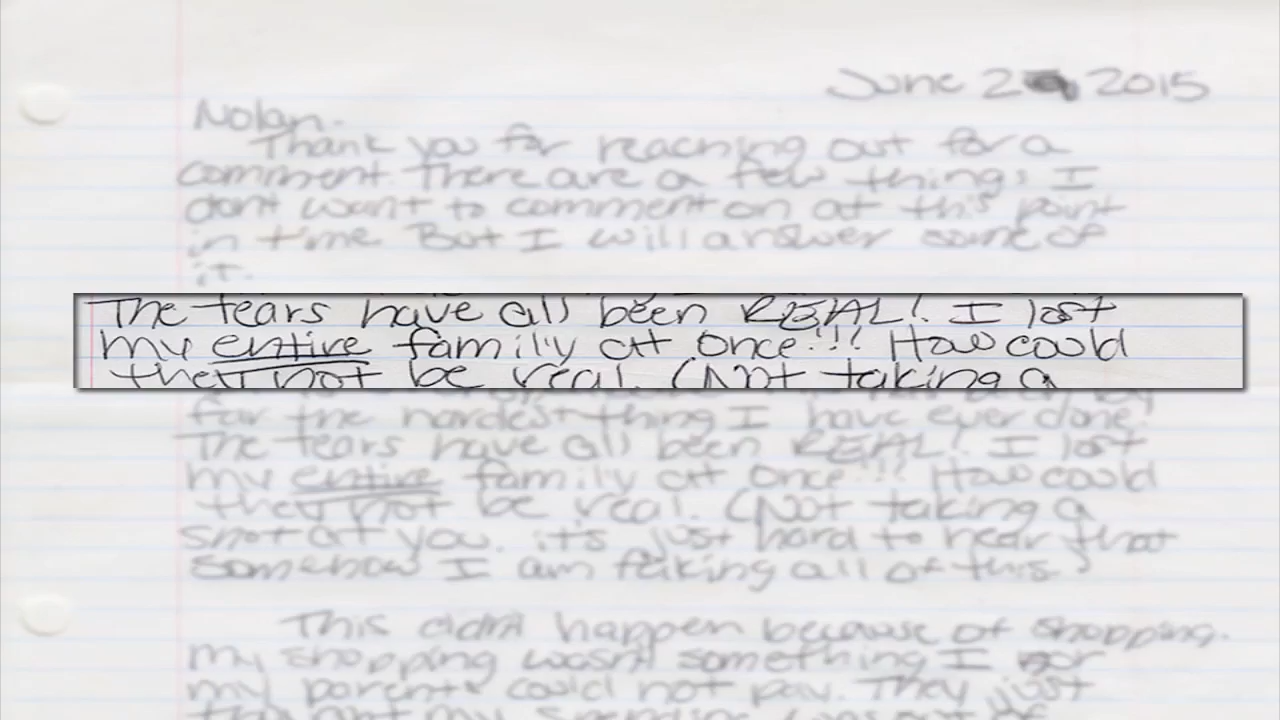 June 2 2015
Nolan.
Thank you for reaching out for a
comment. There are a few things I
dont want to comment on at this point
in time But I will answer some of
it.
The tears have all been REAL! I lost
my entire family at once!!! How could
they not be real. (Not taking a
far the hardest thing I have ever done.
The tears have all been REAL! I lost
my entire family at once!!! How could
they not be real. (Not taking a
shot at you. it's just hard to hear that
somehow I am faking all of this
This didnt happen because of shopping.
My shopping wasnt something I or
my parents could not pay. They just